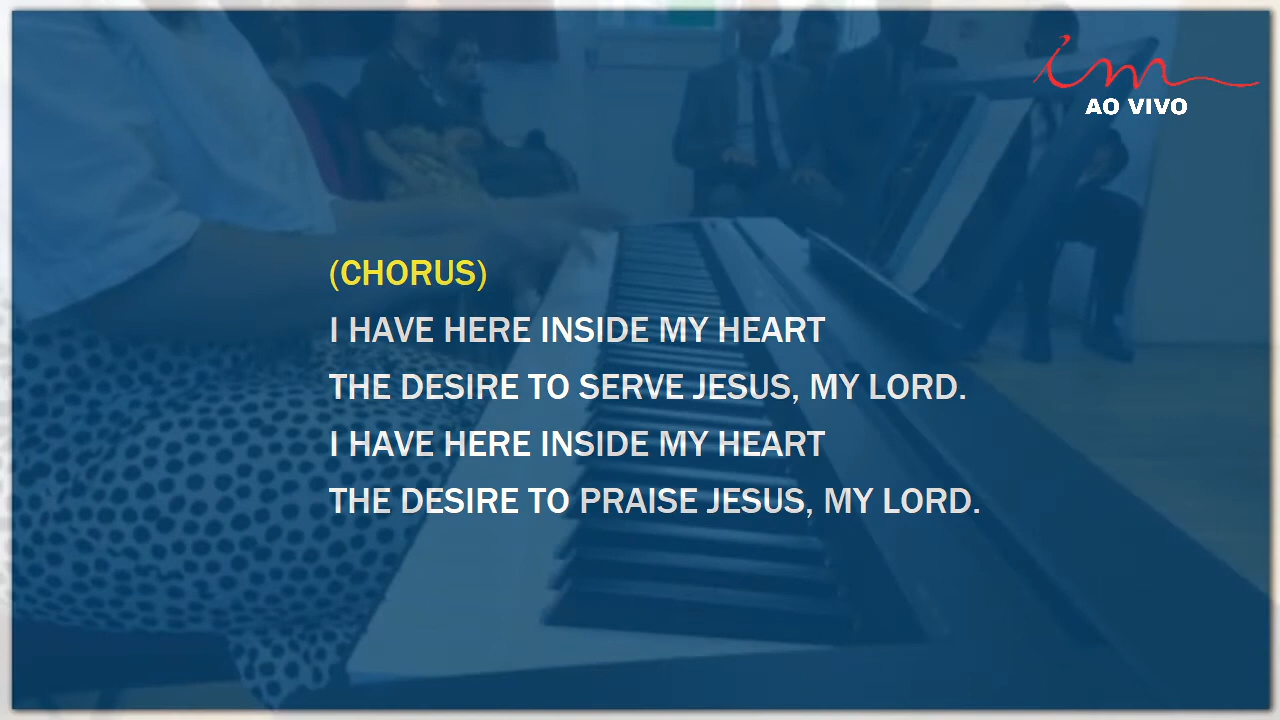 im
AO VIVO
(CHORUS)
I HAVE HERE INSIDE MY HEART
THE DESIRE TO SERVE JESUS, MY LORD.
I HAVE HERE INSIDE MY HEART
THE DESIRE TO PRAISE JESUS, MY LORD.